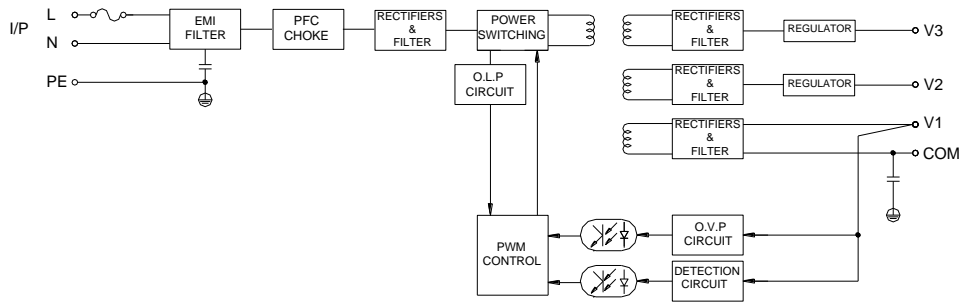 I/P
L
N
PE
EMI
FILTER
PFC
CHOKE
RECTIFIERS
&
FILTER
POWER
SWITCHING
O.L.P
CIRCUIT
PWM
CONTROL
RECTIFIERS
&
FILTER
REGULATOR
V3
RECTIFIERS
&
FILTER
REGULATOR
V2
RECTIFIERS
&
FILTER
V1
COM
O.V.P
CIRCUIT
DETECTION
CIRCUIT